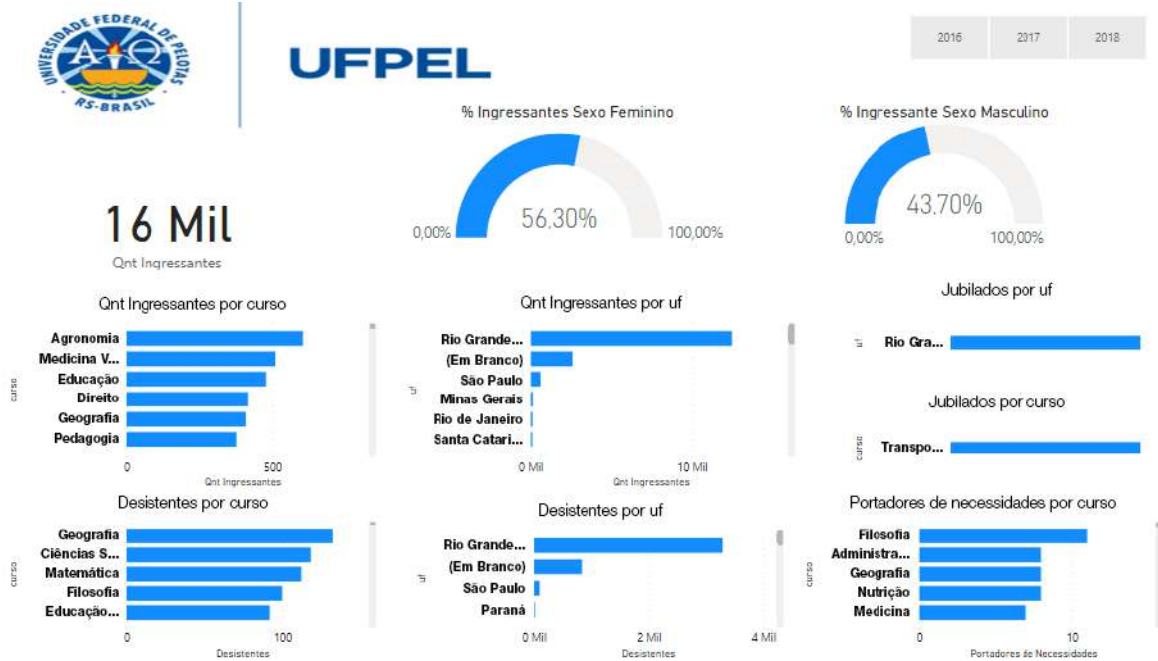 UNIVERSIDADE FEDERAL DE PELOTAS
RS-BRASIL
UFPEL
2016 2017 2018
% Ingressantes Sexo Feminino
56,30%
0,00% 100,00%
% Ingressante Sexo Masculino
43,70%
0,00% 100,00%
16 Mil
Qnt Ingressantes
Qnt Ingressantes por curso
curso
Agronomia
Medicina V...
Educação
Direito
Geografia
Pedagogia
0 500
Qnt Ingressantes
Qnt Ingressantes por uf
uf
Rio Grande...
(Em Branco)
São Paulo
Minas Gerais
Rio de Janeiro
Santa Catari...
0 Mil 10 Mil
Qnt Ingressantes
Jubilados por uf
uf
Rio Gra...
Jubilados por curso
curso
Transpo...
Desistentes por curso
curso
Geografia
Ciências S...
Matemática
Filosofia
Educação...
0 100
Desistentes
Desistentes por uf
uf
Rio Grande...
(Em Branco)
São Paulo
Paraná
0 Mil 2 Mil 4 Mil
Desistentes
Portadores de necessidades por curso
curso
Filosofia
Administra...
Geografia
Nutrição
Medicina
0 10
Portadores de Necessidades